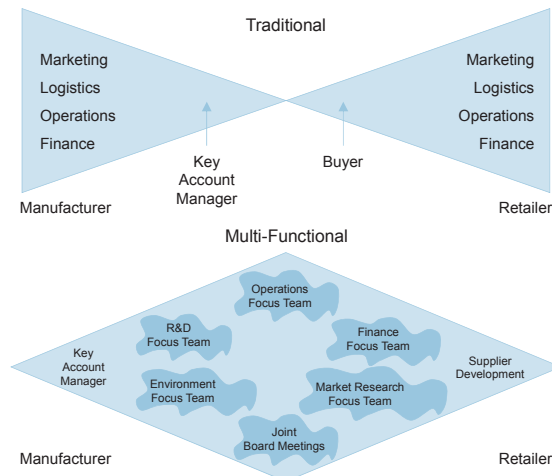 Traditional
Marketing
Logistics
Operations
Finance
Marketing
Logistics
Operations
Finance
Key
Account
Manager
Buyer
Manufacturer
Retailer
Multi-Functional
Operations
Focus Team
R&D
Focus Team
Finance
Focus Team
Key
Account
Manager
Supplier
Development
Environment
Focus Team
Market Research
Focus Team
Joint
Board Meetings
Manufacturer
Retailer